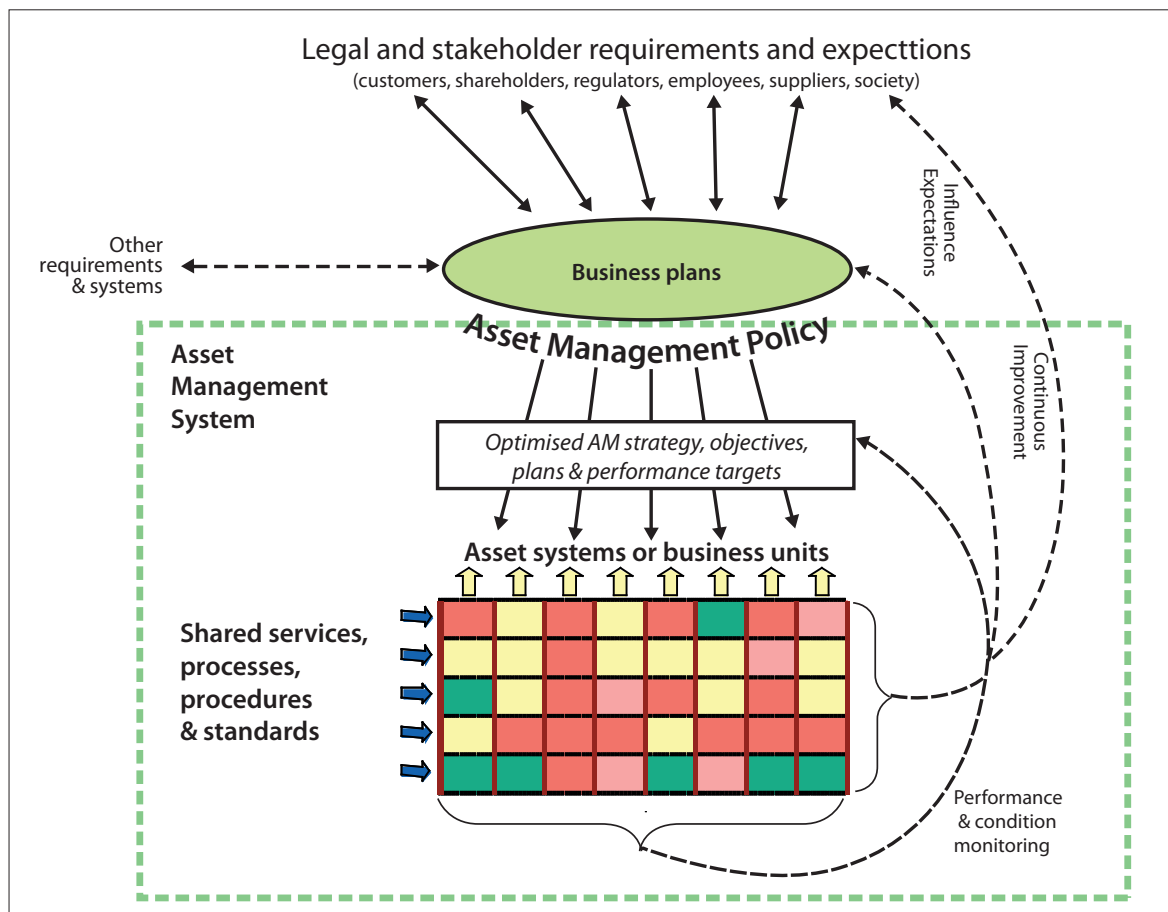 Legal and stakeholder requirements and expecttions
(customers, shareholders, regulators, employees, suppliers, society)
Influence
Expectations
Other
requirements
& systems
Business plans
Asset Management Policy
Asset
Management
System
Continuous
Improvement
Optimised AM strategy, objectives,
plans & performance targets
Asset systems or business units
Shared services,
processes,
procedures
& standards
Performance
& condition
monitoring